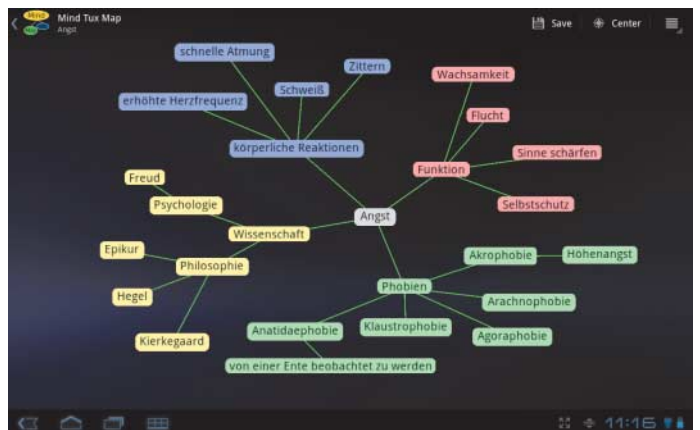 Mind
Map
Mind Tux Map
Angst
Save
Center
schnelle Atmung
Zittern
Wachsamkeit
Schweiß
erhöhte Herzfrequenz
Flucht
körperliche Reaktionen
Sinne schärfen
Funktion
Freud
Psychologie
Selbstschutz
Angst
Wissenschaft
Epikur
Philosophie
Akrophobie
Höhenangst
Phobien
Hegel
Arachnophobie
Kierkegaard
Anatidaephobie
Klaustrophobie
Agoraphobie
von einer Ente beobachtet zu werden
11:16